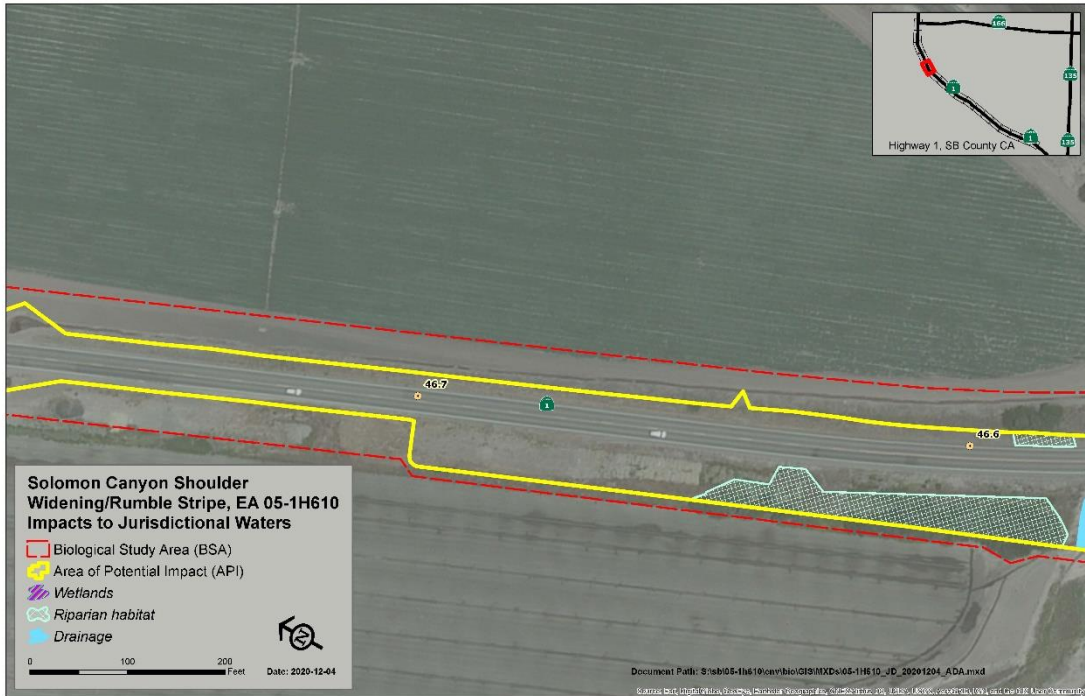 166
135
1
1
135
Highway 1, SB County CA
46.7
1
46.6
Solomon Canyon Shoulder
Widening/Rumble Stripe, EA 05-1H610
Impacts to Jurisdictional Waters
Biological Study Area (BSA)
Area of Potential Impact (API)
Wetlands
Riparian habitat
Drainage
N
0 100 200
Feet
Date: 2020-12-04
Document Path: S:\sb\05-1h610\env\bio\GIS\MXDs\05-1H610_JD_20201204_ADA.mxd